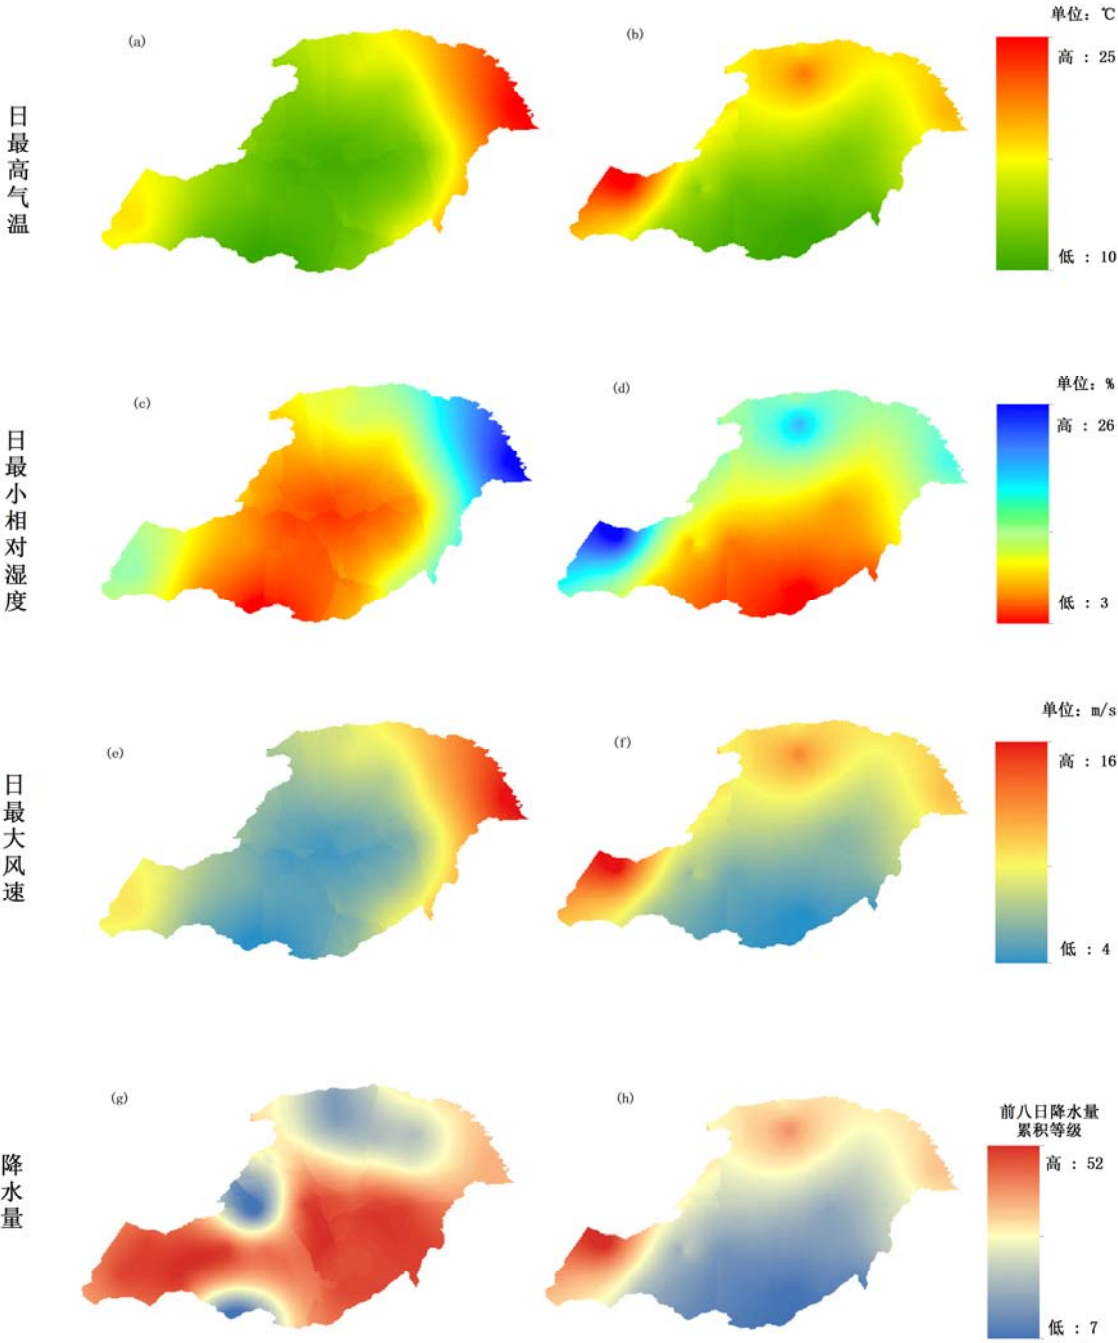 日最高气温
(a)
(b)
单位：℃
高：25
低：10
日最小相对湿度
(c)
(d)
单位：%
高：26
低：3
日最大风速
(e)
(f)
单位：m/s
高：16
低：4
降水量
(g)
(h)
前八日降水量
累积等级
高：52
低：7